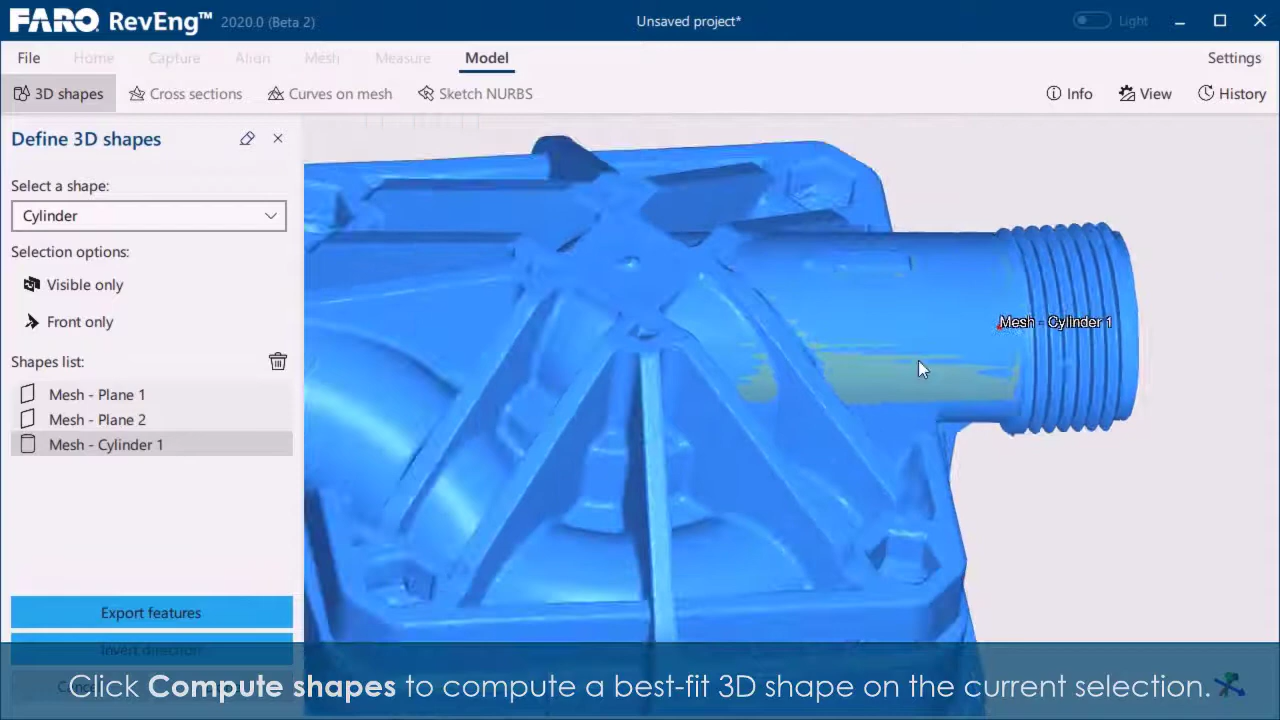 FARO RevEng™ 2020.0 (Beta 2)
Unsaved project*
Light
File Home Capture Align Mesh Measure Model Settings
3D shapes Cross sections Curves on mesh Sketch NURBS Info View History
Define 3D shapes
Select a shape:
Cylinder
Selection options:
Visible only
Front only
Shapes list:
Mesh - Plane 1
Mesh - Plane 2
Mesh - Cylinder 1
Mesh - Cylinder 1
Export features
Invert direction
Click Compute shapes to compute a best-fit 3D shape on the current selection.